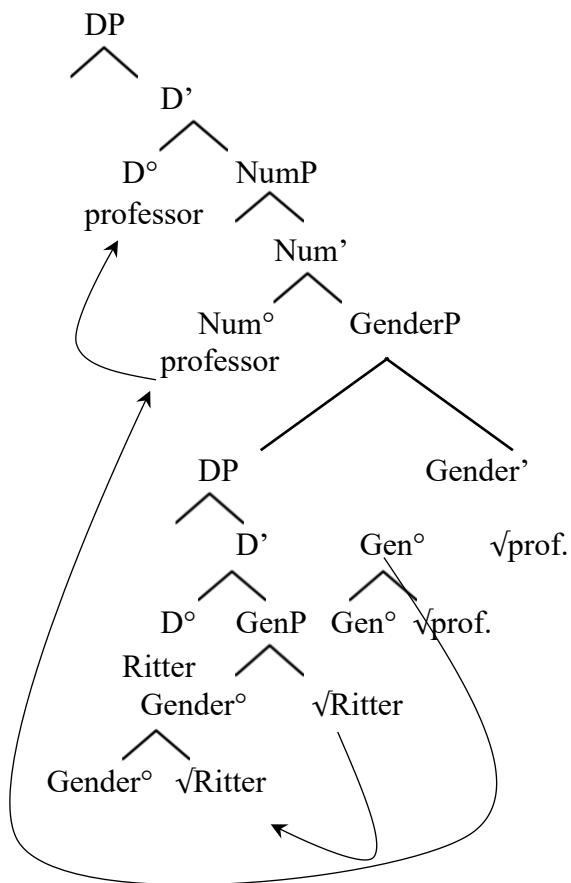 DP
D’
D° NumP
professor
Num’
Num° GenderP
professor
DP Gender’
D’ Gen° √prof.
D° GenP Gen° √prof.
Ritter
Gender° √Ritter
Gender° √Ritter